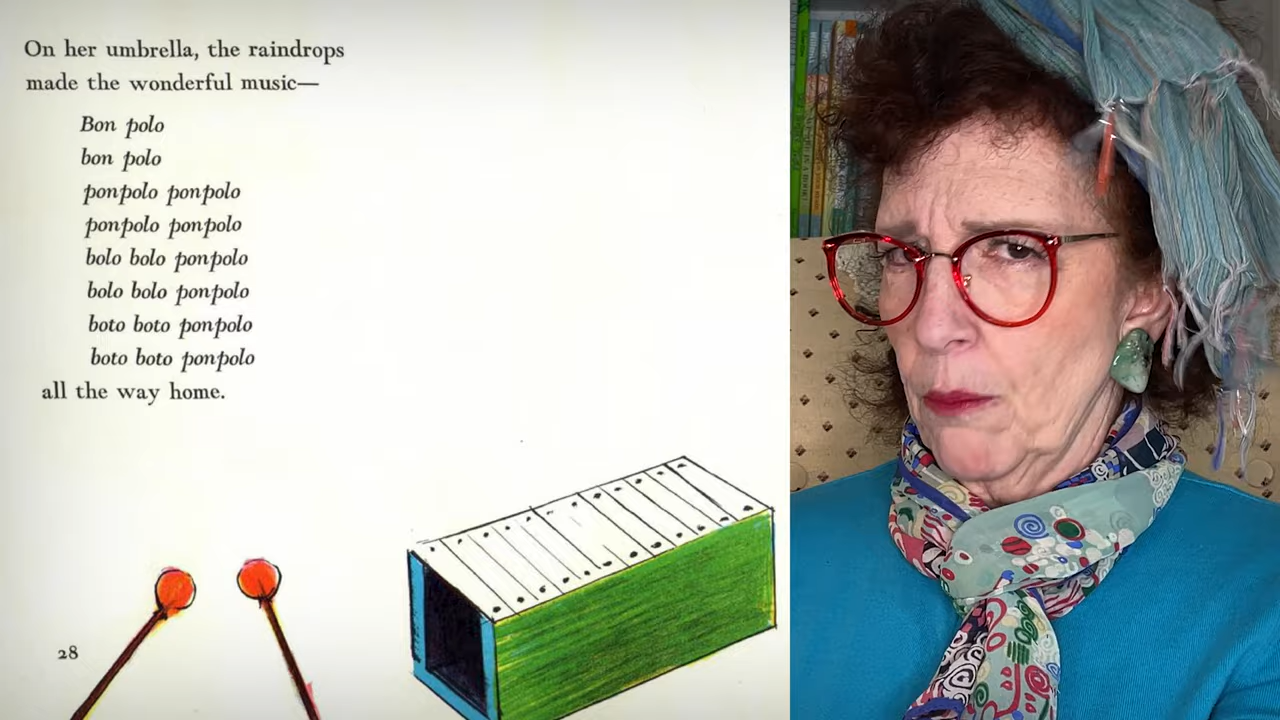 On her umbrella, the raindrops
made the wonderful music—
Bon polo
bon polo
ponpolo ponpolo
ponpolo ponpolo
bolo bolo ponpolo
bolo bolo ponpolo
boto boto ponpolo
boto boto ponpolo
all the way home.
28